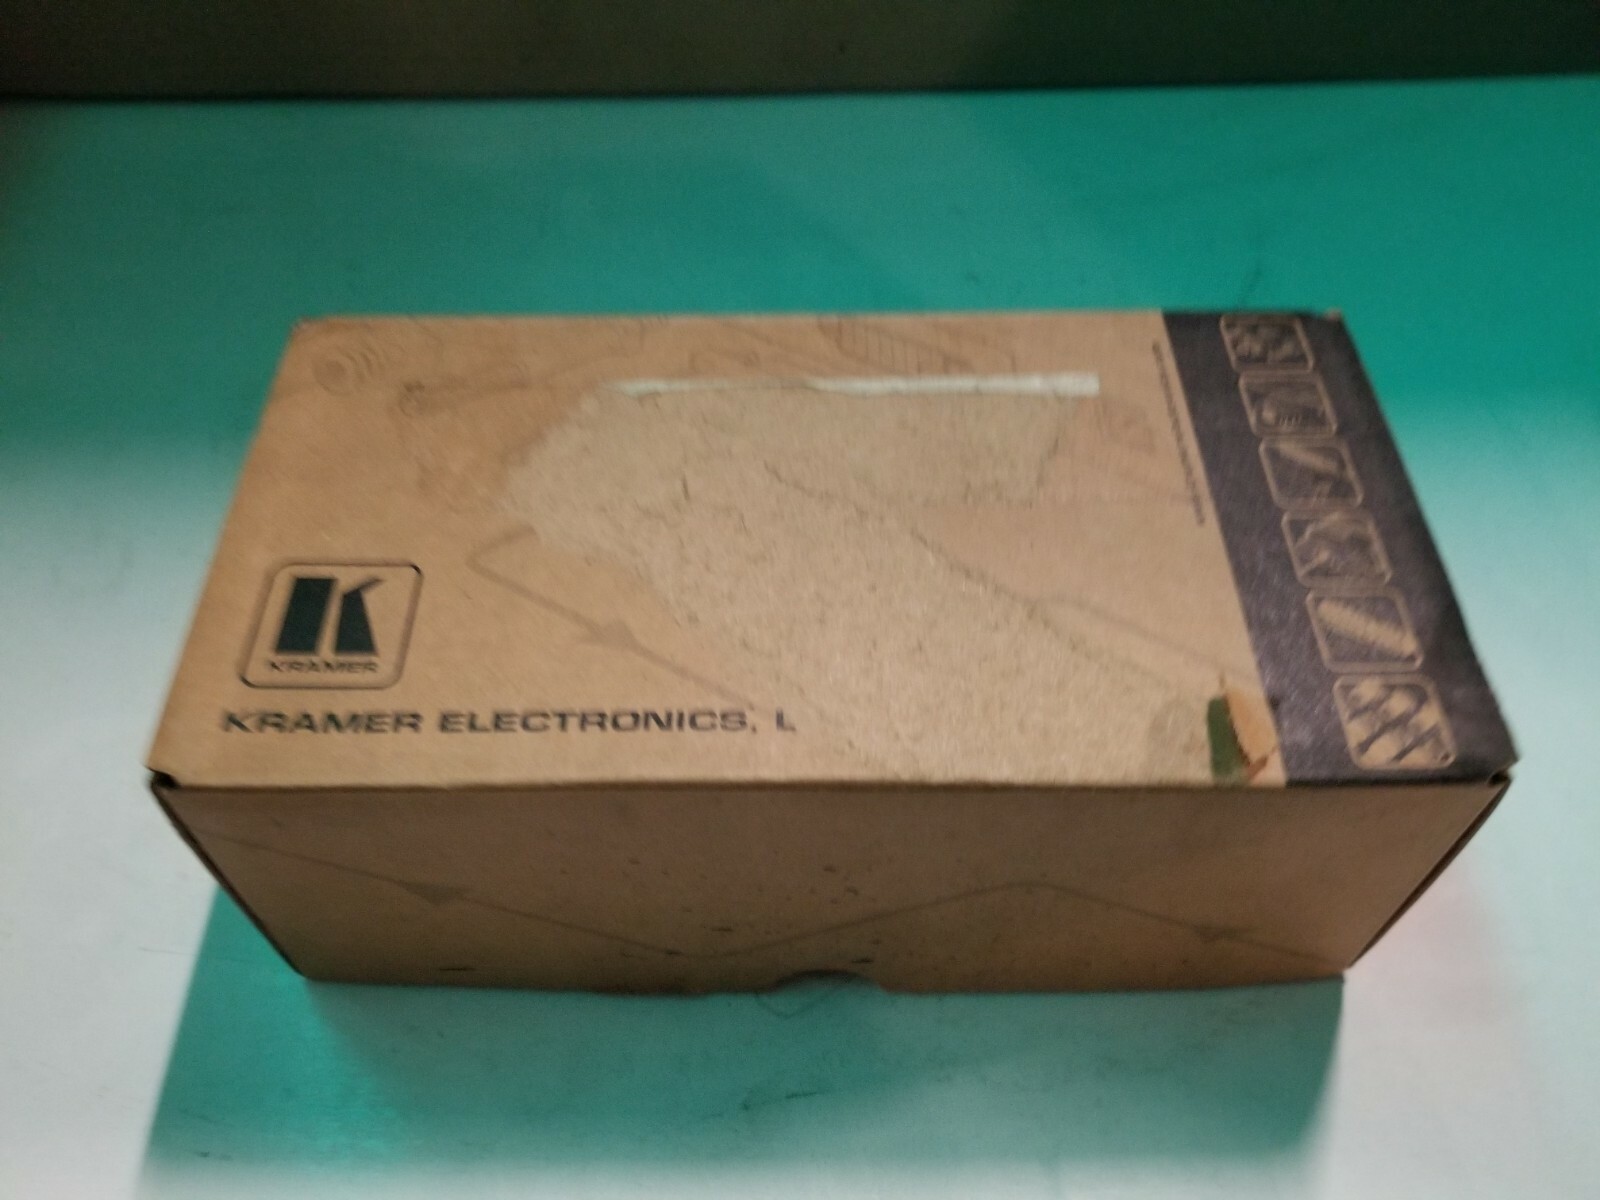 KRAMER
KRAMER ELECTRONICS, L